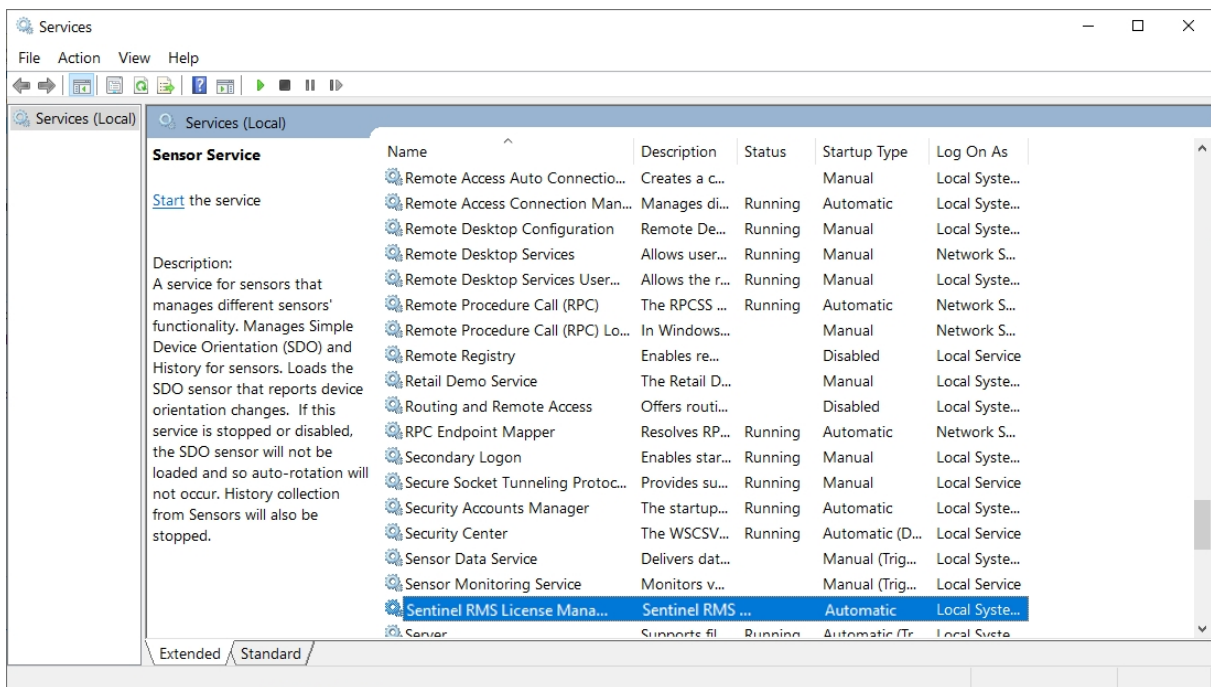 Services
File Action View Help
Services (Local)
Services (Local)
Sensor Service
Start the service
Description:
A service for sensors that
manages different sensors'
functionality. Manages Simple
Device Orientation (SDO) and
History for sensors. Loads the
SDO sensor that reports device
orientation changes. If this
service is stopped or disabled,
the SDO sensor will not be
loaded and so auto-rotation will
not occur. History collection
from Sensors will also be
stopped.
Name Description Status Startup Type Log On As
Remote Access Auto Connectio... Creates a c... Manual Local Syste...
Remote Access Connection Man... Manages di... Running Automatic Local Syste...
Remote Desktop Configuration Remote De... Running Manual Local Syste...
Remote Desktop Services Allows user... Running Manual Network S...
Remote Desktop Services User... Allows the r... Running Manual Local Syste...
Remote Procedure Call (RPC) The RPCSS ... Running Automatic Network S...
Remote Procedure Call (RPC) Lo... In Windows... Manual Network S...
Remote Registry Enables re... Disabled Local Service
Retail Demo Service The Retail D... Manual Local Syste...
Routing and Remote Access Offers routi... Disabled Local Syste...
RPC Endpoint Mapper Resolves RP... Running Automatic Network S...
Secondary Logon Enables star... Running Manual Local Syste...
Secure Socket Tunneling Protoc... Provides su... Running Manual Local Service
Security Accounts Manager The startup... Running Automatic Local Syste...
Security Center The WSCSV... Running Automatic (D... Local Service
Sensor Data Service Delivers dat... Manual (Trig... Local Syste...
Sensor Monitoring Service Monitors v... Manual (Trig... Local Service
Sentinel RMS License Mana... Sentinel RMS ... Automatic Local Syste...
Server Supports fil Running Automatic (Tr Local Syste
Extended Standard